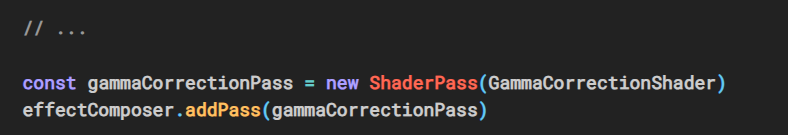 // ...
const gammaCorrectionPass = new ShaderPass(GammaCorrectionShader)
effectComposer.addPass(gammaCorrectionPass)